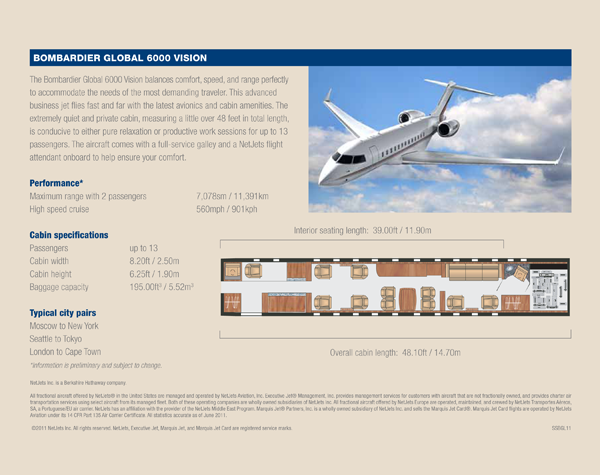 BOMBARDIER GLOBAL 6000 VISION
The Bombardier Global 6000 Vision balances comfort, speed, and range perfectly
to accommodate the needs of the most demanding traveler. This advanced
business jet flies fast and far with the latest avionics and cabin amenities. The
extremely quiet and private cabin, measuring a little over 48 feet in total length,
is conducive to either pure relaxation or productive work sessions for up to 13
passengers. The aircraft comes with a full-service galley and a NetJets flight
attendant onboard to help ensure your comfort.
Performance*
Maximum range with 2 passengers 7,078sm / 11,391km
High speed cruise 560mph / 901kph
Cabin specifications
Passengers up to 13
Cabin width 8.20ft / 2.50m
Cabin height 6.25ft / 1.90m
Baggage capacity 195.00ft³ / 5.52m³
Typical city pairs
Moscow to New York
Seattle to Tokyo
London to Cape Town
*Information is preliminary and subject to change.
Interior seating length: 39.00ft / 11.90m
Overall cabin length: 48.10ft / 14.70m
NetJets Inc. is a Berkshire Hathaway company.
All fractional aircraft offered by NetJets® in the United States are managed and operated by NetJets Aviation, Inc. Executive Jet® Management, Inc. provides management services for customers with aircraft that are not fractionally owned, and provides charter air
transportation services using select aircraft from its managed fleet. Both of these operating companies are wholly owned subsidiaries of NetJets Inc. All fractional aircraft offered by NetJets Europe are operated, maintained, and crewed by NetJets Transportes Aéreos,
SA, a Portuguese/EU air carrier. NetJets has an affiliation with the provider of the NetJets Middle East Program. Marquis Jet® Partners, Inc. is a wholly owned subsidiary of NetJets Inc. and sells the Marquis Jet Card®. Marquis Jet Card flights are operated by NetJets
Aviation under its 14 CFR Part 135 Air Carrier Certificate. All statistics accurate as of June 2011.
©2011 NetJets Inc. All rights reserved. NetJets, Executive Jet, Marquis Jet, and Marquis Jet Card are registered service marks.